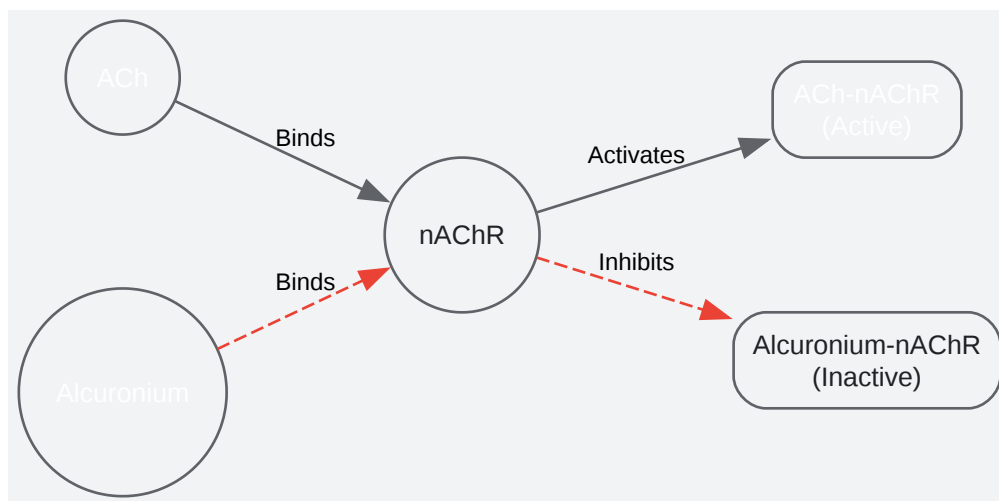 ACh
ACh-nAChR
(Active)
Binds
Activates
nAChR
Binds
Inhibits
Alcuronium-nAChR
(Inactive)
Alcuronium